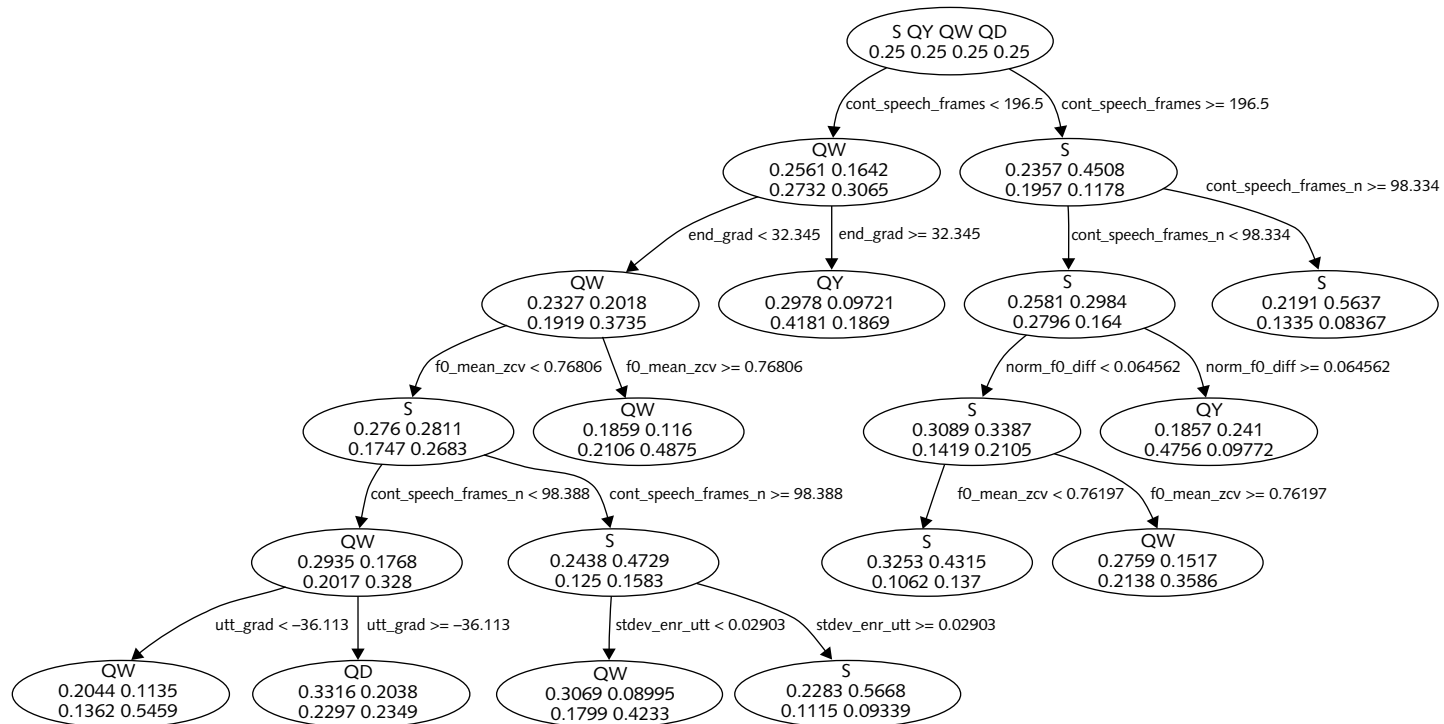 S QY QW QD
0.25 0.25 0.25 0.25
cont_speech_frames < 196.5
cont_speech_frames >= 196.5
QW
0.2561 0.1642
0.2732 0.3065
S
0.2357 0.4508
0.1957 0.1178
cont_speech_frames_n >= 98.334
end_grad < 32.345
end_grad >= 32.345
cont_speech_frames_n < 98.334
QW
0.2327 0.2018
0.1919 0.3735
QY
0.2978 0.09721
0.4181 0.1869
S
0.2581 0.2984
0.2796 0.164
S
0.2191 0.5637
0.1335 0.08367
f0_mean_zcv < 0.76806
f0_mean_zcv >= 0.76806
norm_f0_diff < 0.064562
norm_f0_diff >= 0.064562
S
0.276 0.2811
0.1747 0.2683
QW
0.1859 0.116
0.2106 0.4875
S
0.3089 0.3387
0.1419 0.2105
QY
0.1857 0.241
0.4756 0.09772
cont_speech_frames_n < 98.388
cont_speech_frames_n >= 98.388
f0_mean_zcv < 0.76197
f0_mean_zcv >= 0.76197
QW
0.2935 0.1768
0.2017 0.328
S
0.2438 0.4729
0.125 0.1583
S
0.3253 0.4315
0.1062 0.137
QW
0.2759 0.1517
0.2138 0.3586
utt_grad < –36.113
utt_grad >= –36.113
stdev_enr_utt < 0.02903
stdev_enr_utt >= 0.02903
QW
0.2044 0.1135
0.1362 0.5459
QD
0.3316 0.2038
0.2297 0.2349
QW
0.3069 0.08995
0.1799 0.4233
S
0.2283 0.5668
0.1115 0.09339